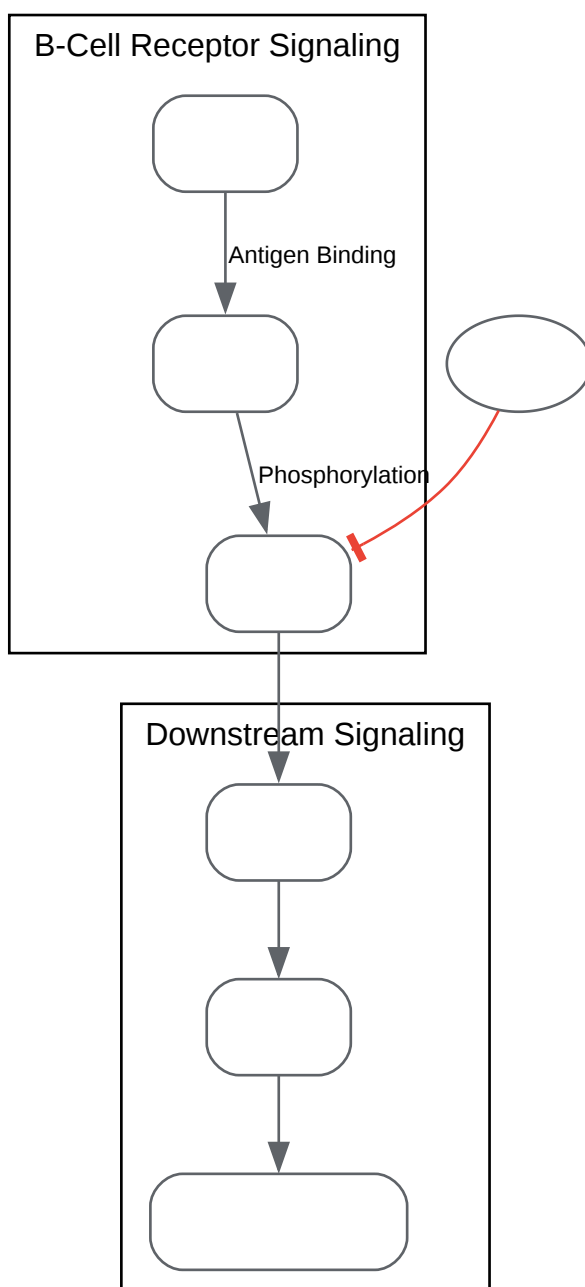 B-Cell Receptor Signaling
Antigen Binding
Phosphorylation
Downstream Signaling